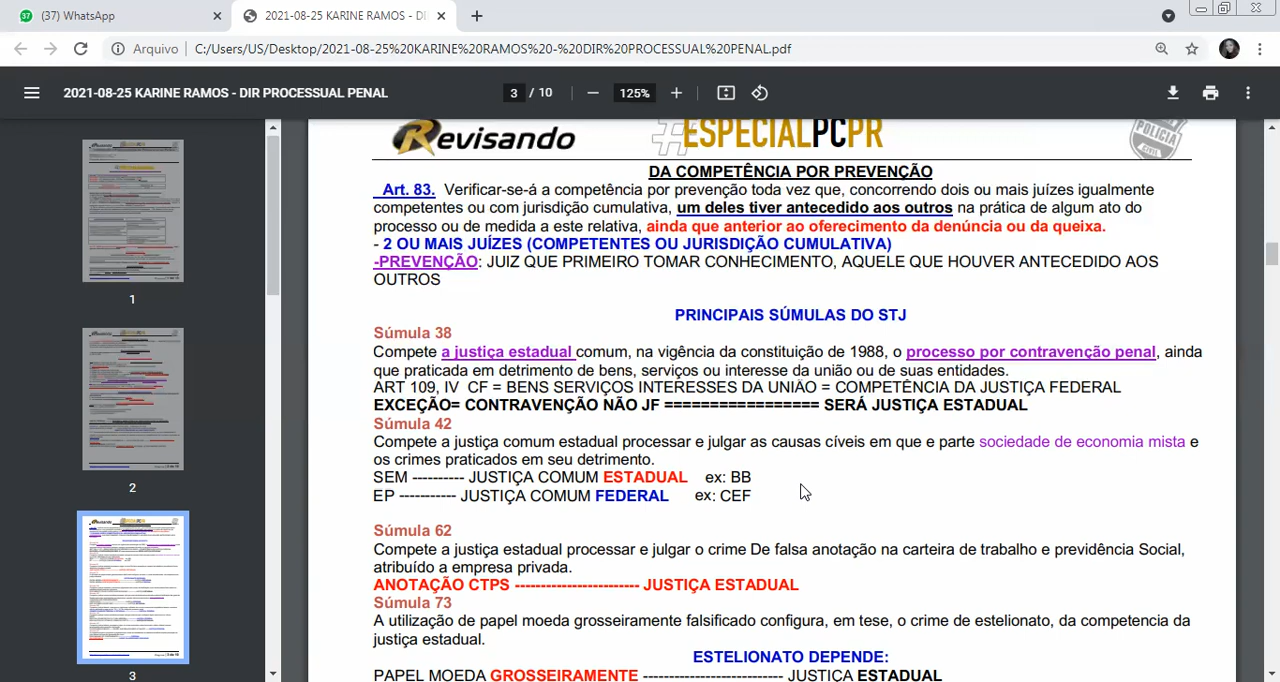 (37) WhatsApp
2021-08-25 KARINE RAMOS - DI
Arquivo
C:/Users/US/Desktop/2021-08-25%20KARINE%20RAMOS%20-%20DIR%20PROCESSUAL%20PENAL.pdf
2021-08-25 KARINE RAMOS - DIR PROCESSUAL PENAL
3 / 10
125%
Revisando
#ESPECIALPCPR
POLÍCIA
DA COMPETÊNCIA POR PREVENÇÃO
Art. 83. Verificar-se-á a competência por prevenção toda vez que, concorrendo dois ou mais juízes igualmente
competentes ou com jurisdição cumulativa, um deles tiver antecedido aos outros na prática de algum ato do
processo ou de medida a este relativa, ainda que anterior ao oferecimento da denúncia ou da queixa.
- 2 OU MAIS JUÍZES (COMPETENTES OU JURISDIÇÃO CUMULATIVA)
-PREVENÇÃO: JUIZ QUE PRIMEIRO TOMAR CONHECIMENTO, AQUELE QUE HOUVER ANTECEDIDO AOS
OUTROS
PRINCIPAIS SÚMULAS DO STJ
Súmula 38
Compete a justiça estadual comum, na vigência da constituição de 1988, o processo por contravenção penal, ainda
que praticada em detrimento de bens, serviços ou interesse da união ou de suas entidades.
ART 109, IV CF = BENS SERVIÇOS INTERESSES DA UNIÃO = COMPETÊNCIA DA JUSTIÇA FEDERAL
EXCEÇÃO= CONTRAVENÇÃO NÃO JF ================= SERÁ JUSTIÇA ESTADUAL
Súmula 42
Compete a justiça comum estadual processar e julgar as causas cíveis em que e parte sociedade de economia mista e
os crimes praticados em seu detrimento.
SEM ---------- JUSTIÇA COMUM ESTADUAL ex: BB
EP ----------- JUSTIÇA COMUM FEDERAL ex: CEF
Súmula 62
Compete a justiça estadual processar e julgar o crime De falsa anotação na carteira de trabalho e previdência Social,
atribuído a empresa privada.
ANOTAÇÃO CTPS ------------------------ JUSTIÇA ESTADUAL
Súmula 73
A utilização de papel moeda grosseiramente falsificado configura, em tese, o crime de estelionato, da competencia da
justiça estadual.
ESTELIONATO DEPENDE:
PAPEL MOEDA GROSSEIRAMENTE --------------------------- JUSTIÇA ESTADUAL
1
2
3